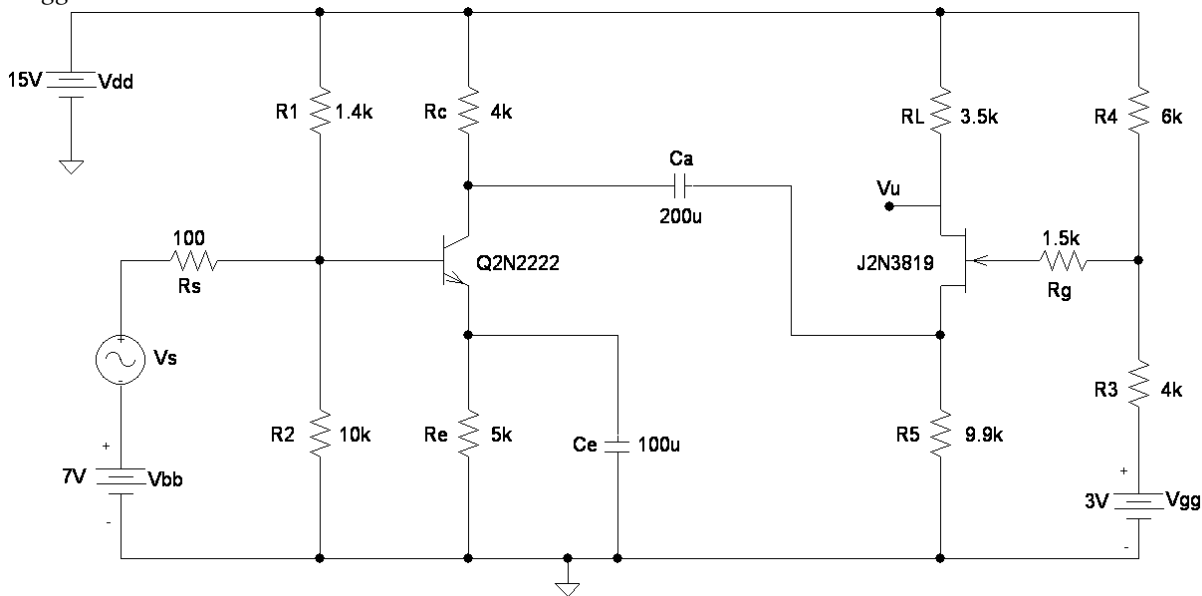 15V
Vdd
R1
1.4k
Rc
4k
RL
3.5k
R4
6k
Ca
200u
Vu
100
Rs
Q2N2222
J2N3819
1.5k
Rg
+
Vs
-
R3
4k
R2
10k
Re
5k
Ce
100u
R5
9.9k
+
7V
Vbb
-
+
3V
Vgg
-